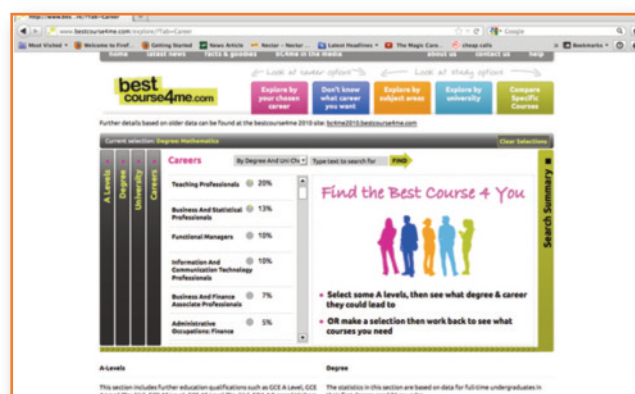 www.bestcourse4me.com/explore/?Tab=Career
Google
Most Visited
Getting Started
News Article
Nectar
Latest Headlines
The Magic
cheap calls
Bookmarks
home
latest news
facts & goodies
BC4Me in the media
about us
contact us
help
Look at career options
Look at study options
best
course4me.com
Explore by
your chosen
career
Don't know
what career
you want
Explore by
subject areas
Explore by
university
Compare
Specific
Courses
Further details based on older data can be found at the bestcourse4me 2010 site: bc4me2010.bestcourse4me.com
Current selection: Degree: Mathematics
Clear Selections
A Levels
Degree
University
Careers
Careers
By Degree And Uni Ch
Type text to search for
FIND
Teaching Professionals 20%
Business And Statistical
Professionals 13%
Functional Managers 10%
Information And
Communication Technology
Professionals 10%
Business And Finance
Associate Professionals 7%
Administrative
Occupations: Finance 5%
Find the Best Course 4 You
Select some A levels, then see what degree & career
they could lead to
OR make a selection then work back to see what
courses you need
Search Summary
A-Levels
Degree
This section includes further education qualifications such as GCE A Level, GCE
The statistics in this section are based on data for full-time undergraduates in